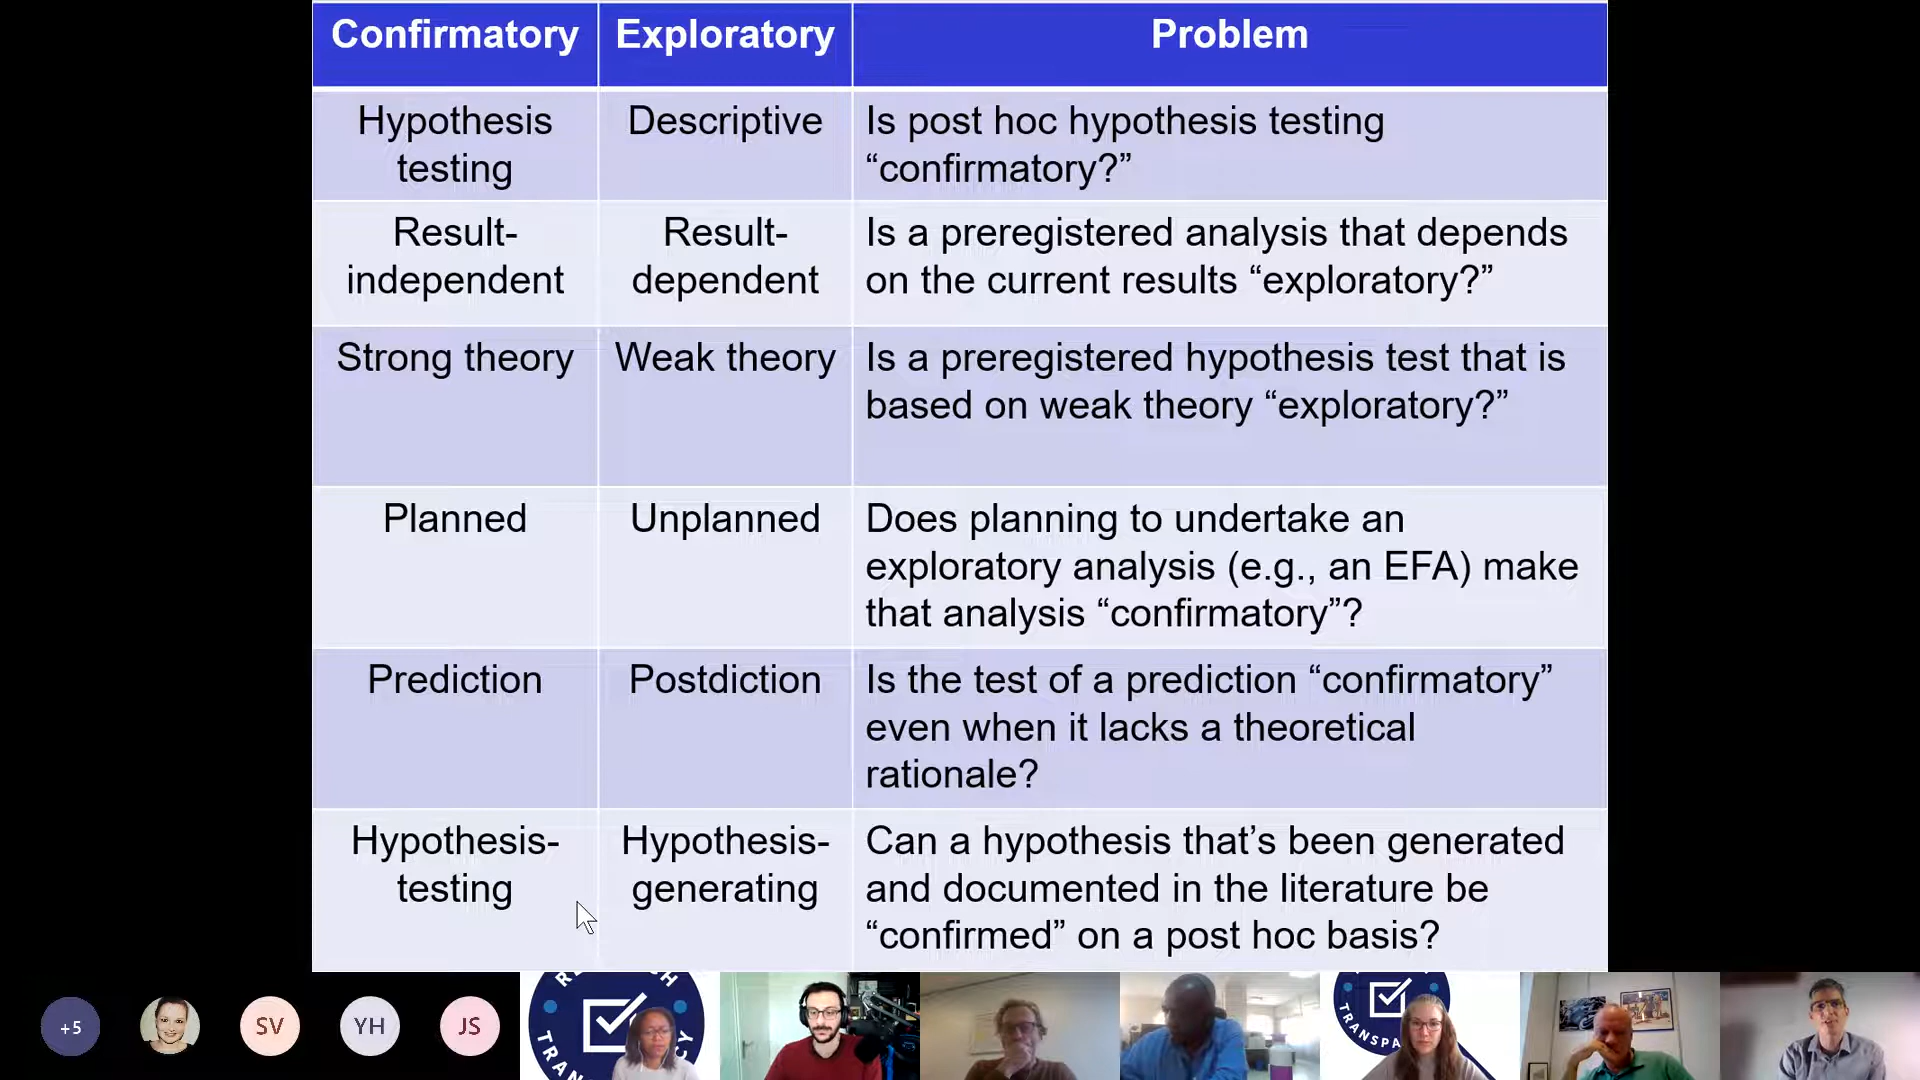 Confirmatory
Exploratory
Problem
Hypothesis
testing
Descriptive
Is post hoc hypothesis testing
“confirmatory?”
Result-
independent
Result-
dependent
Is a preregistered analysis that depends
on the current results “exploratory?”
Strong theory
Weak theory
Is a preregistered hypothesis test that is
based on weak theory “exploratory?”
Planned
Unplanned
Does planning to undertake an
exploratory analysis (e.g., an EFA) make
that analysis “confirmatory”?
Prediction
Postdiction
Is the test of a prediction “confirmatory”
even when it lacks a theoretical
rationale?
Hypothesis-
testing
Hypothesis-
generating
Can a hypothesis that’s been generated
and documented in the literature be
“confirmed” on a post hoc basis?
+5
SV
YH
JS